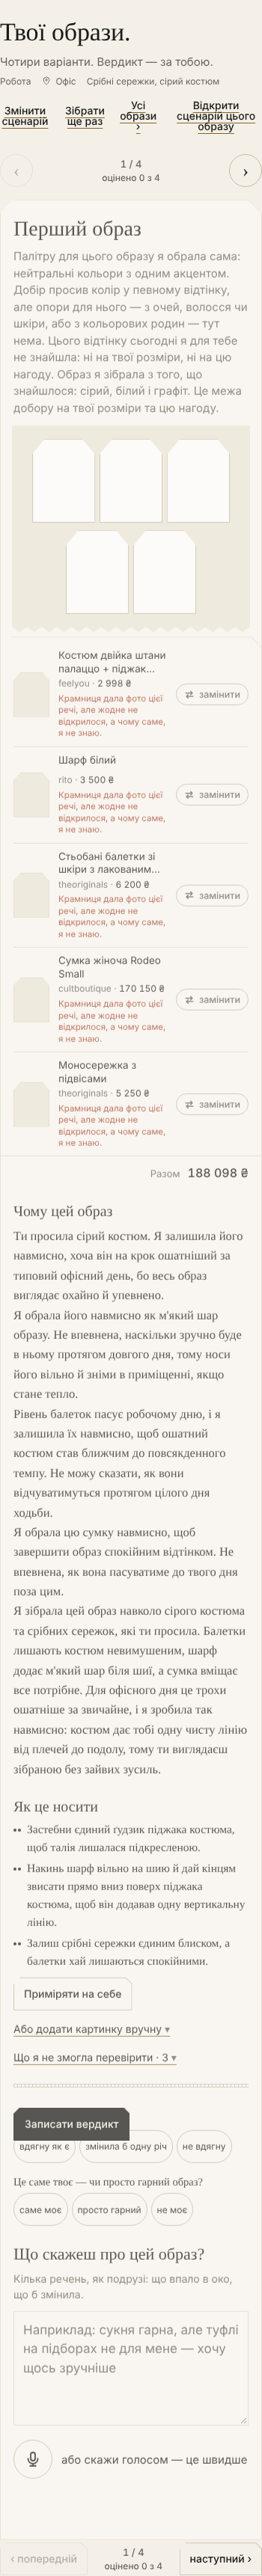 Твої образи.
Чотири варіанти. Вердикт — за тобою.
Робота Офіс Срібні сережки, сірий костюм
Змінити сценарій
Зібрати ще раз
Усі образи ›
Відкрити сценарій цього образу
‹
1 / 4
оцінено 0 з 4
›
Перший образ
Палітру для цього образу я обрала сама:
нейтральні кольори з одним акцентом.
Добір просив колір у певному відтінку,
але опори для нього — з очей, волосся чи
шкіри, або з кольорових родин — тут
нема. Цього відтінку сьогодні я для тебе
не знайшла: ні на твої розміри, ні на цю
нагоду. Образ я зібрала з того, що
знайшлося: сірий, білий і графіт. Це межа
добору на твої розміри та цю нагоду.
Костюм двійка штани
палаццо + піджак...
feelyou · 2 998 ₴
Крамниця дала фото цієї
речі, але жодне не
відкрилося, а чому саме,
я не знаю.
⇄ замінити
Шарф білий
rito · 3 500 ₴
Крамниця дала фото цієї
речі, але жодне не
відкрилося, а чому саме,
я не знаю.
⇄ замінити
Стьобані балетки зі
шкіри з лакованим...
theoriginals · 6 200 ₴
Крамниця дала фото цієї
речі, але жодне не
відкрилося, а чому саме,
я не знаю.
⇄ замінити
Сумка жіноча Rodeo
Small
cultboutique · 170 150 ₴
Крамниця дала фото цієї
речі, але жодне не
відкрилося, а чому саме,
я не знаю.
⇄ замінити
Моносережка з
підвісами
theoriginals · 5 250 ₴
Крамниця дала фото цієї
речі, але жодне не
відкрилося, а чому саме,
я не знаю.
⇄ замінити
Разом 188 098 ₴
Чому цей образ
Ти просила сірий костюм. Я залишила його
навмисно, хоча він на крок ошатніший за
типовий офісний день, бо весь образ
виглядає охайно й упевнено.
Я обрала його навмисно як м'який шар
образу. Не впевнена, наскільки зручно буде
в ньому протягом довгого дня, тому носи
його вільно й зніми в приміщенні, якщо
стане тепло.
Рівень балеток пасує робочому дню, і я
залишила їх навмисно, щоб ошатний
костюм став ближчим до повсякденного
темпу. Не можу сказати, як вони
відчуватимуться протягом цілого дня
ходьби.
Я обрала цю сумку навмисно, щоб
завершити образ спокійним відтінком. Не
впевнена, як вона пасуватиме до твого дня
поза цим.
Я зібрала цей образ навколо сірого костюма
та срібних сережок, які ти просила. Балетки
лишають костюм невимушеним, шарф
додає м'який шар біля шиї, а сумка вміщає
все потрібне. Для офісного дня це трохи
ошатніше за звичайне, і я зробила так
навмисно: костюм дає тобі одну чисту лінію
від плечей до подолу, тому ти виглядаєш
зібраною без зайвих зусиль.
Як це носити
Застебни єдиний ґудзик піджака костюма,
щоб талія лишалася підкресленою.
Накинь шарф вільно на шию й дай кінцям
звисати прямо вниз поверх піджака
костюма, щоб він додавав одну вертикальну
лінію.
Залиш срібні сережки єдиним блиском, а
балетки хай лишаються спокійними.
Приміряти на себе
Або додати картинку вручну ▾
Що я не змогла перевірити · 3 ▾
Записати вердикт
вдягну як є
змінила б одну річ
не вдягну
Це саме твоє — чи просто гарний образ?
саме моє
просто гарний
не моє
Що скажеш про цей образ?
Кілька речень, як подрузі: що впало в око,
що б змінила.
Наприклад: сукня гарна, але туфлі
на підборах не для мене — хочу
щось зручніше
або скажи голосом — це швидше
‹ попередній
1 / 4
оцінено 0 з 4
наступний ›